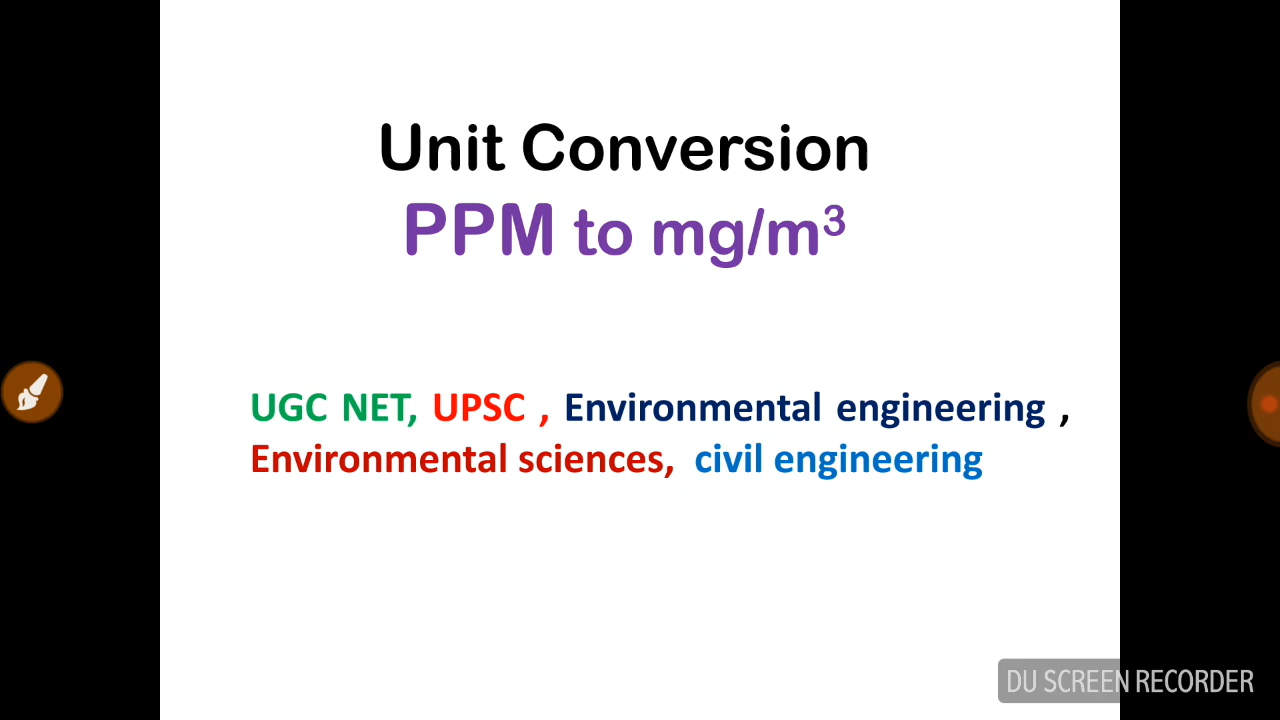 Unit Conversion
PPM to mg/m³
UGC NET, UPSC , Environmental engineering ,
Environmental sciences, civil engineering
DU SCREEN RECORDER